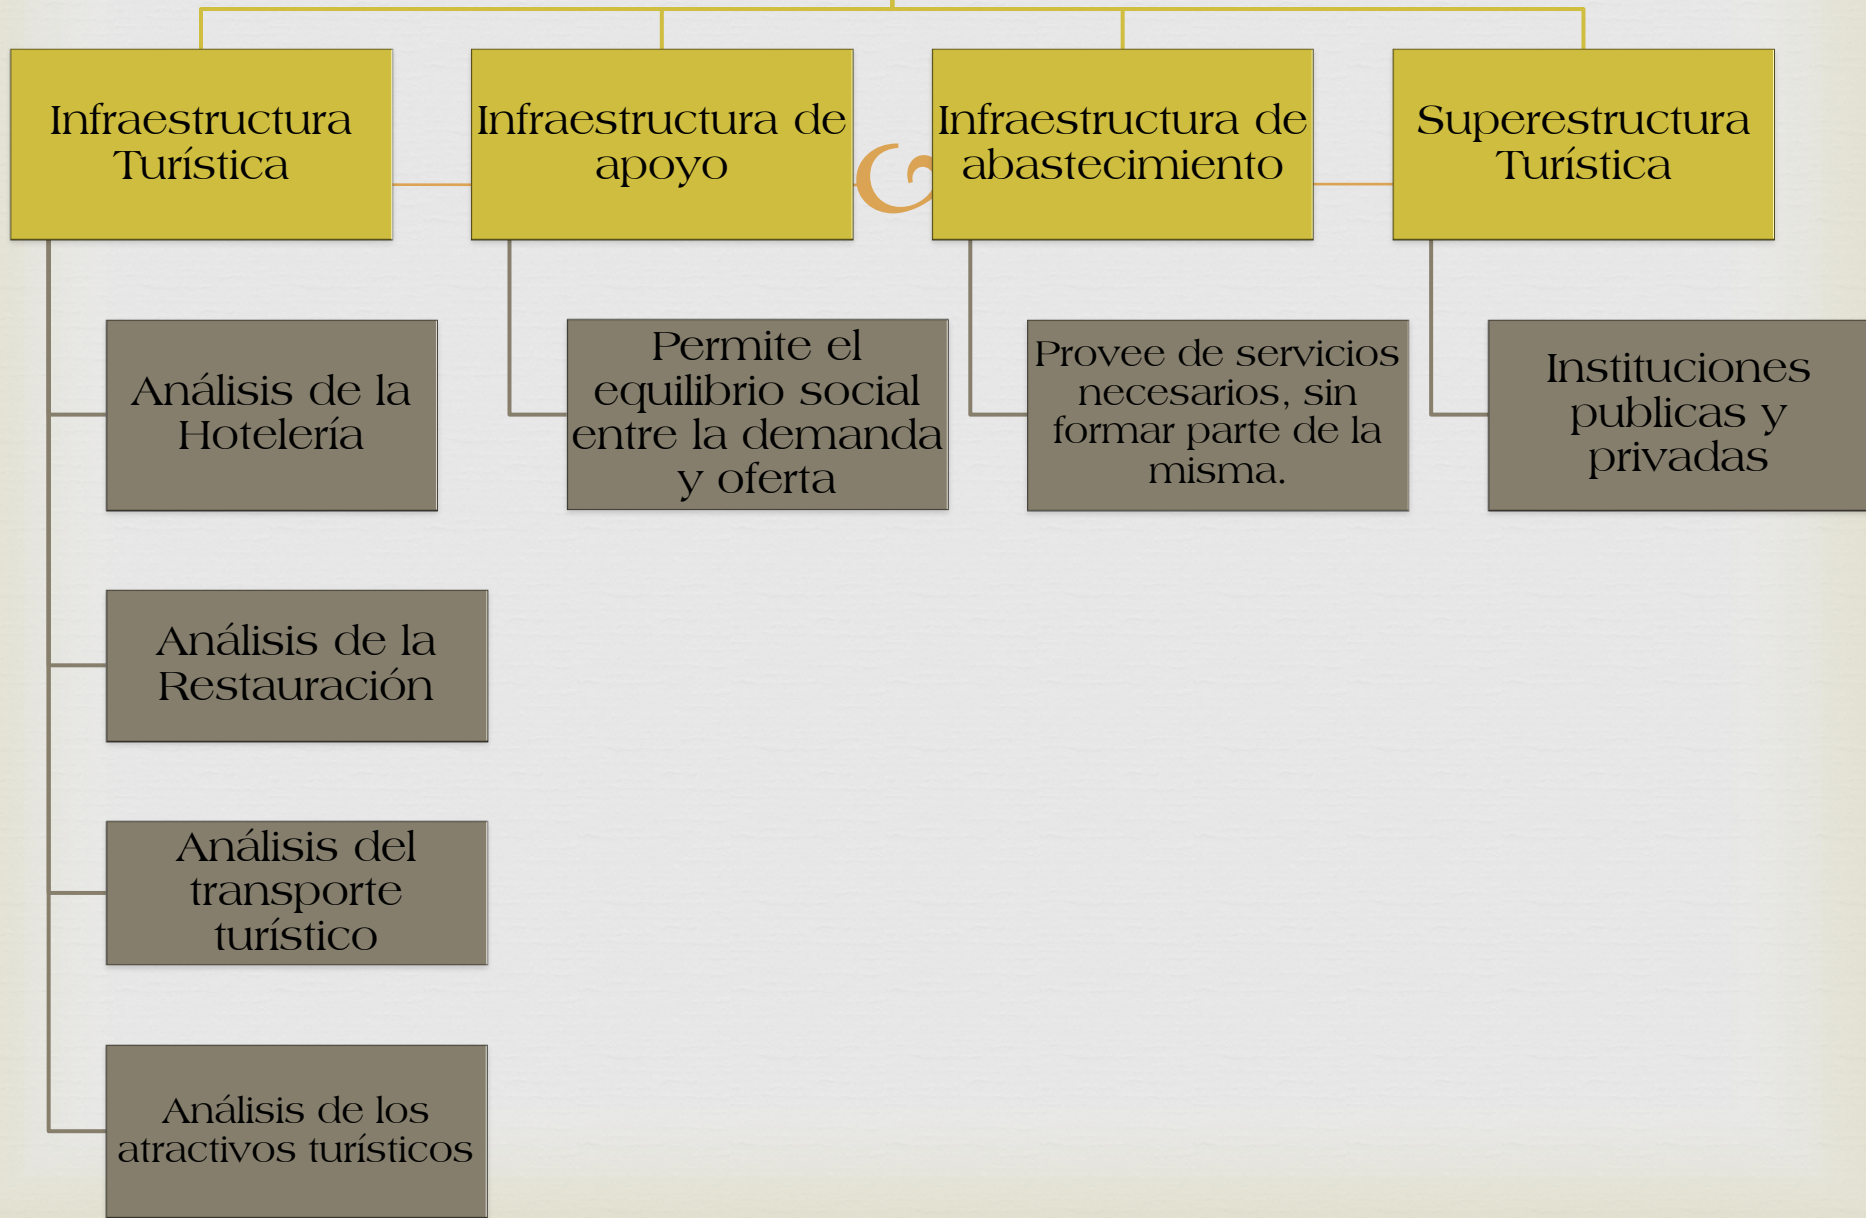 Infraestructura
Turística
Infraestructura de
apoyo
Infraestructura de
abastecimiento
Superestructura
Turística
Análisis de la
Hotelería
Permite el
equilibrio social
entre la demanda
y oferta
Provee de servicios
necesarios, sin
formar parte de la
misma.
Instituciones
publicas y
privadas
Análisis de la
Restauración
Análisis del
transporte
turístico
Análisis de los
atractivos turísticos